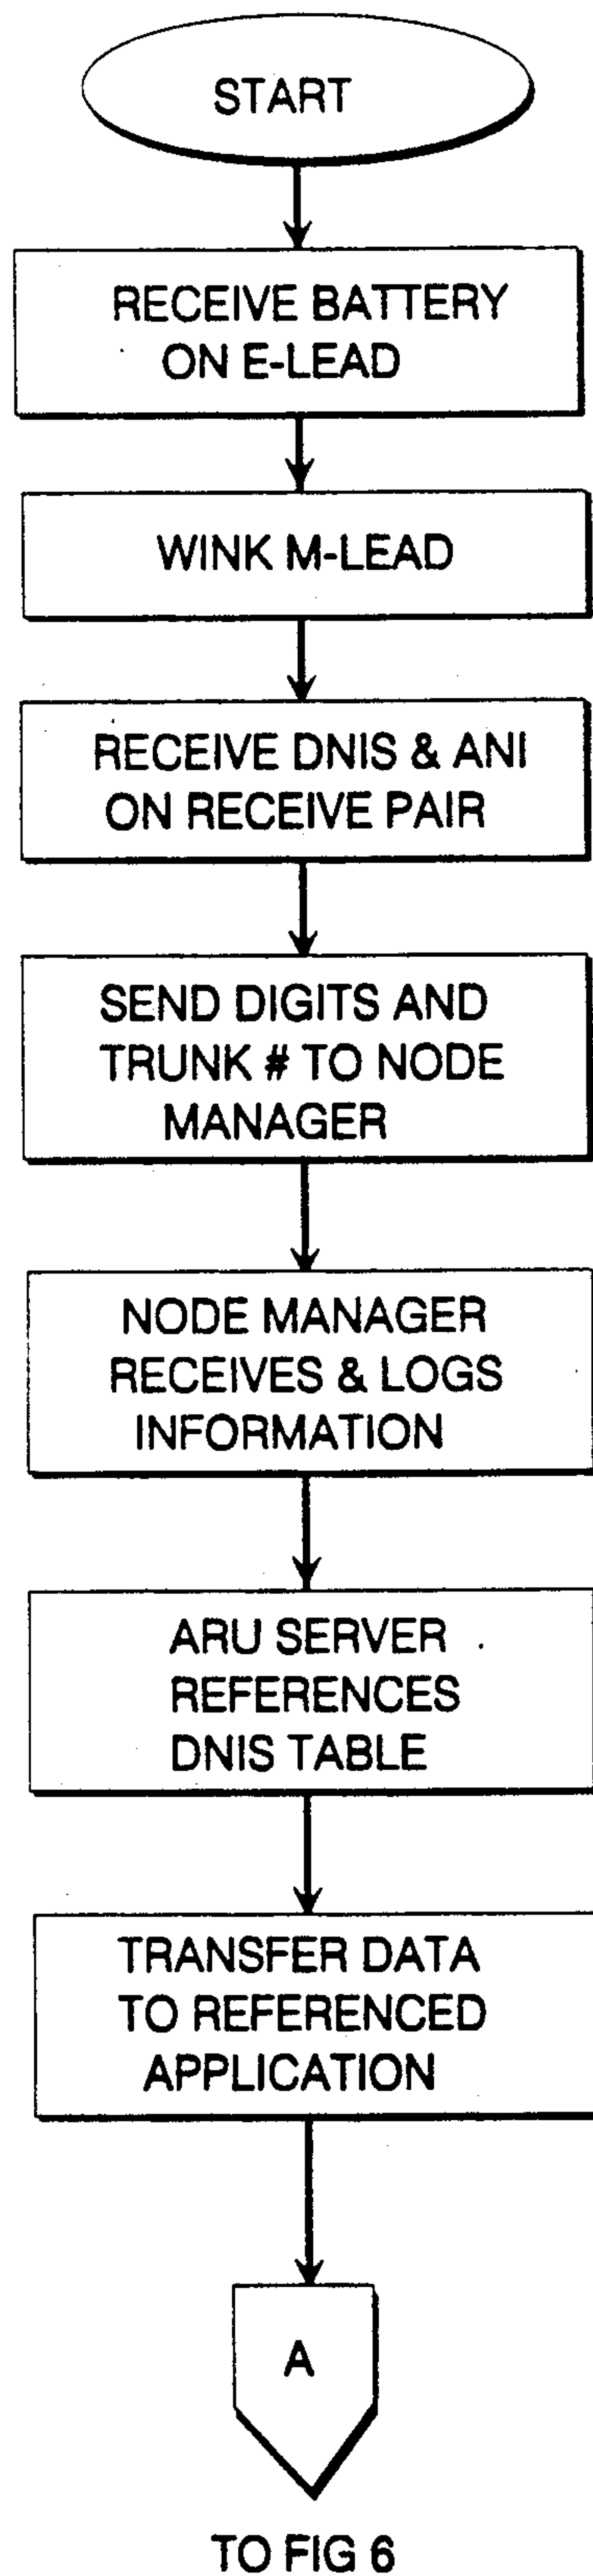 START
RECEIVE BATTERY
ON E-LEAD
WINK M-LEAD
RECEIVE DNIS & ANI
ON RECEIVE PAIR
SEND DIGITS AND
TRUNK # TO NODE
MANAGER
NODE MANAGER
RECEIVES & LOGS
INFORMATION
ARU SERVER
REFERENCES
DNIS TABLE
TRANSFER DATA
TO REFERENCED
APPLICATION
A
TO FIG 6